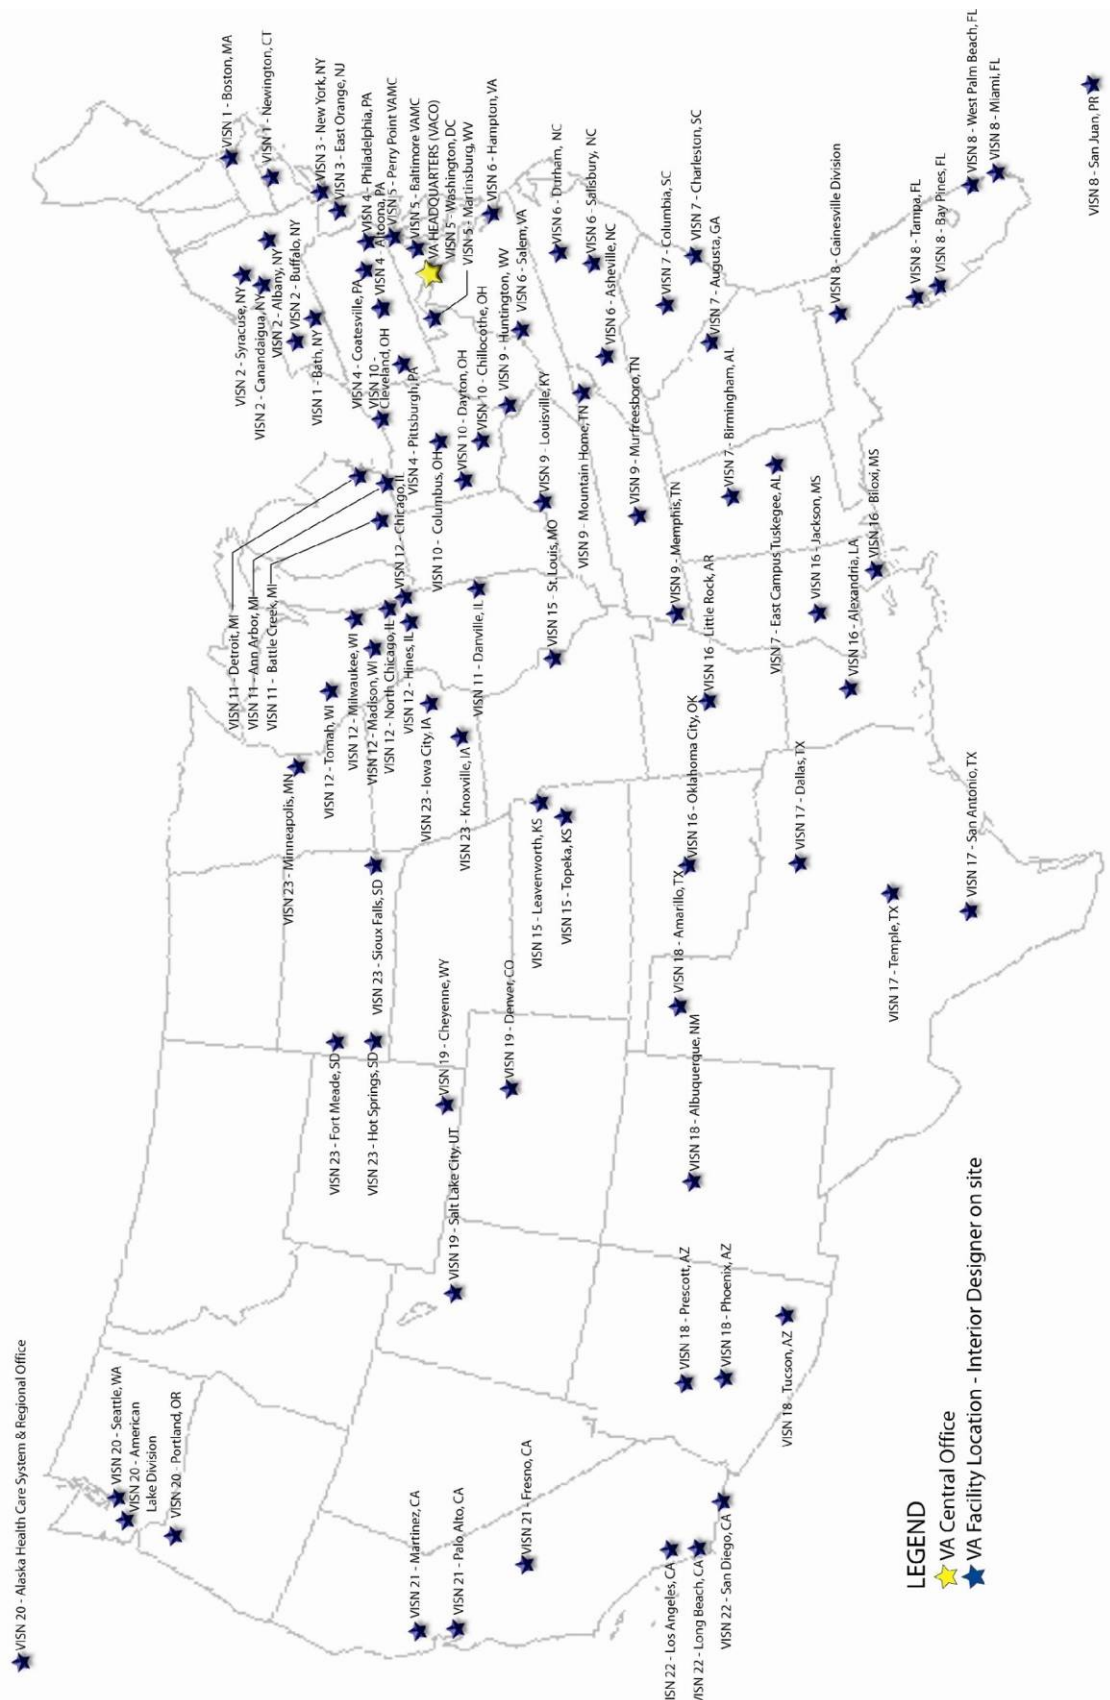 VISN 20 - Alaska Health Care System & Regional Office
VISN 20 - Seattle, WA
VISN 20 - American
Lake Division
VISN 20 - Portland, OR
VISN 21 - Martinez, CA
VISN 21 - Palo Alto, CA
VISN 21 - Fresno, CA
ISN 22 - Los Angeles, CA
VISN 22 - Long Beach, CA
VISN 22 - San Diego, CA
VISN 18 - Prescott, AZ
VISN 18 - Phoenix, AZ
VISN 18 - Tucson, AZ
VISN 19 - Salt Lake City, UT
VISN 19 - Cheyenne, WY
VISN 19 - Denver, CO
VISN 18 - Albuquerque, NM
VISN 18 - Amarillo, TX
VISN 23 - Fort Meade, SD
VISN 23 - Hot Springs, SD
VISN 23 - Sioux Falls, SD
VISN 23 - Minneapolis, MN
VISN 15 - Leavenworth, KS
VISN 15 - Topeka, KS
VISN 16 - Oklahoma City, OK
VISN 17 - Dallas, TX
VISN 17 - Temple, TX
VISN 17 - San Antonio, TX
VISN 23 - Iowa City, IA
VISN 23 - Knoxville, IA
VISN 12 - Tomah, WI
VISN 12 - Milwaukee, WI
VISN 12 - Madison, WI
VISN 12 - North Chicago, IL
VISN 12 - Hines, IL
VISN 12 - Chicago, IL
VISN 11 - Danville, IL
VISN 11 - Detroit, MI
VISN 11 - Ann Arbor, MI
VISN 11 - Battle Creek, MI
VISN 15 - St. Louis, MO
VISN 16 - Little Rock, AR
VISN 9 - Memphis, TN
VISN 16 - Jackson, MS
VISN 16 - Alexandria, LA
VISN 16 - Biloxi, MS
VISN 7 - East Campus Tuskegee, AL
VISN 7 - Birmingham, AL
VISN 9 - Murfreesboro, TN
VISN 9 - Mountain Home, TN
VISN 9 - Louisville, KY
VISN 10 - Columbus, OH
VISN 10 - Dayton, OH
VISN 10 - Chillocothe, OH
VISN 10 -
Cleveland, OH
VISN 9 - Huntington, WV
VISN 4 - Pittsburgh, PA
VISN 4 - Coatesville, PA
VISN 4 - Altoona, PA
VISN 4 - Philadelphia, PA
VISN 1 - Bath, NY
VISN 2 - Buffalo, NY
VISN 2 - Albany, NY
VISN 2 - Canandaigua, NY
VISN 2 - Syracuse, NY
VISN 1 - Boston, MA
VISN 1 - Newington, CT
VISN 3 - New York, NY
VISN 3 - East Orange, NJ
VISN 5 - Perry Point VAMC
VISN 5 - Baltimore VAMC
VA HEADQUARTERS (VACO)
VISN 5 - Washington, DC
VISN 5 - Martinsburg, WV
VISN 6 - Hampton, VA
VISN 6 - Salem, VA
VISN 6 - Durham, NC
VISN 6 - Salisbury, NC
VISN 6 - Asheville, NC
VISN 7 - Columbia, SC
VISN 7 - Charleston, SC
VISN 7 - Augusta, GA
VISN 8 - Gainesville Division
VISN 8 - Tampa, FL
VISN 8 - Bay Pines, FL
VISN 8 - West Palm Beach, FL
VISN 8 - Miami, FL
VISN 8 - San Juan, PR
LEGEND
VA Central Office
VA Facility Location - Interior Designer on site